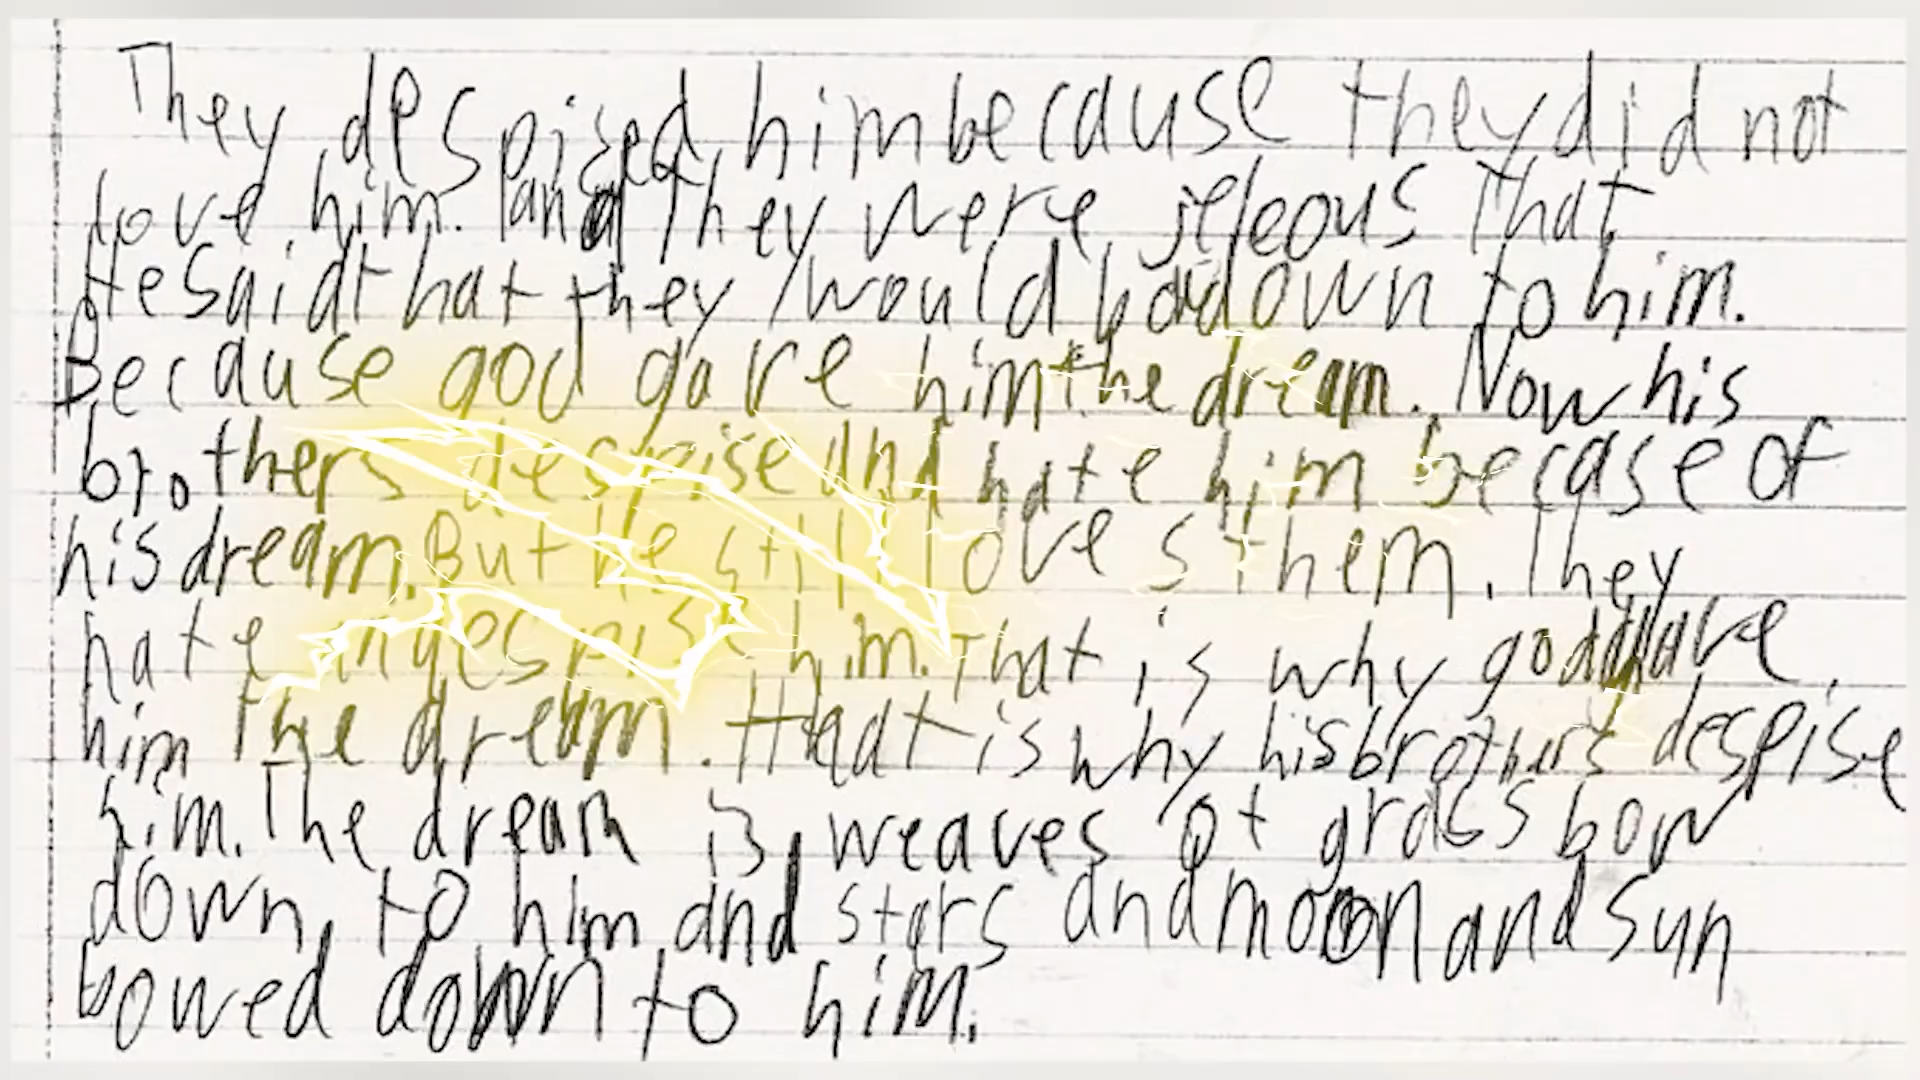 They despised him because they did not
love him. and They were jeleous That
He said that they would bow down to him.
Because god gave him the dream. Now his
brothers despise and hate him becase of
his dream. But he still loves them. They
hate an despise him. That is why god gave
him the dream. That is why his brothers despise
him. The dream is weaves of grass bow
down to him and stars and moon and sun
bowed down to him.